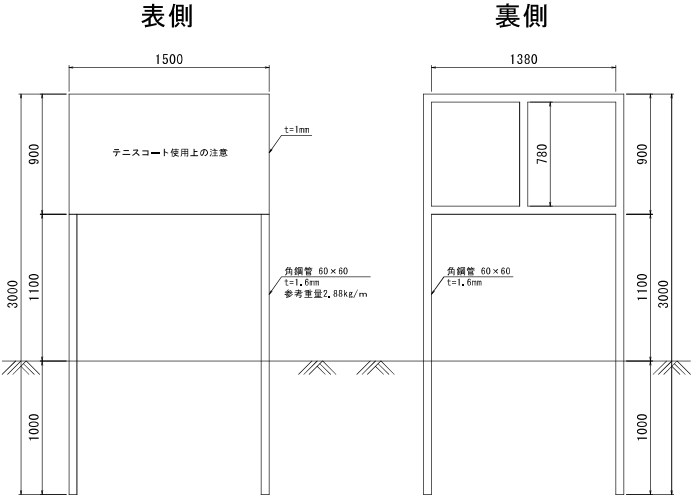 表側
裏側
1500
1380
t=1mm
テニスコート使用上の注意
900
780
900
角鋼管 60×60
t=1.6mm
参考重量2.88kg/m
角鋼管 60×60
t=1.6mm
3000
1100
1100
3000
1000
1000